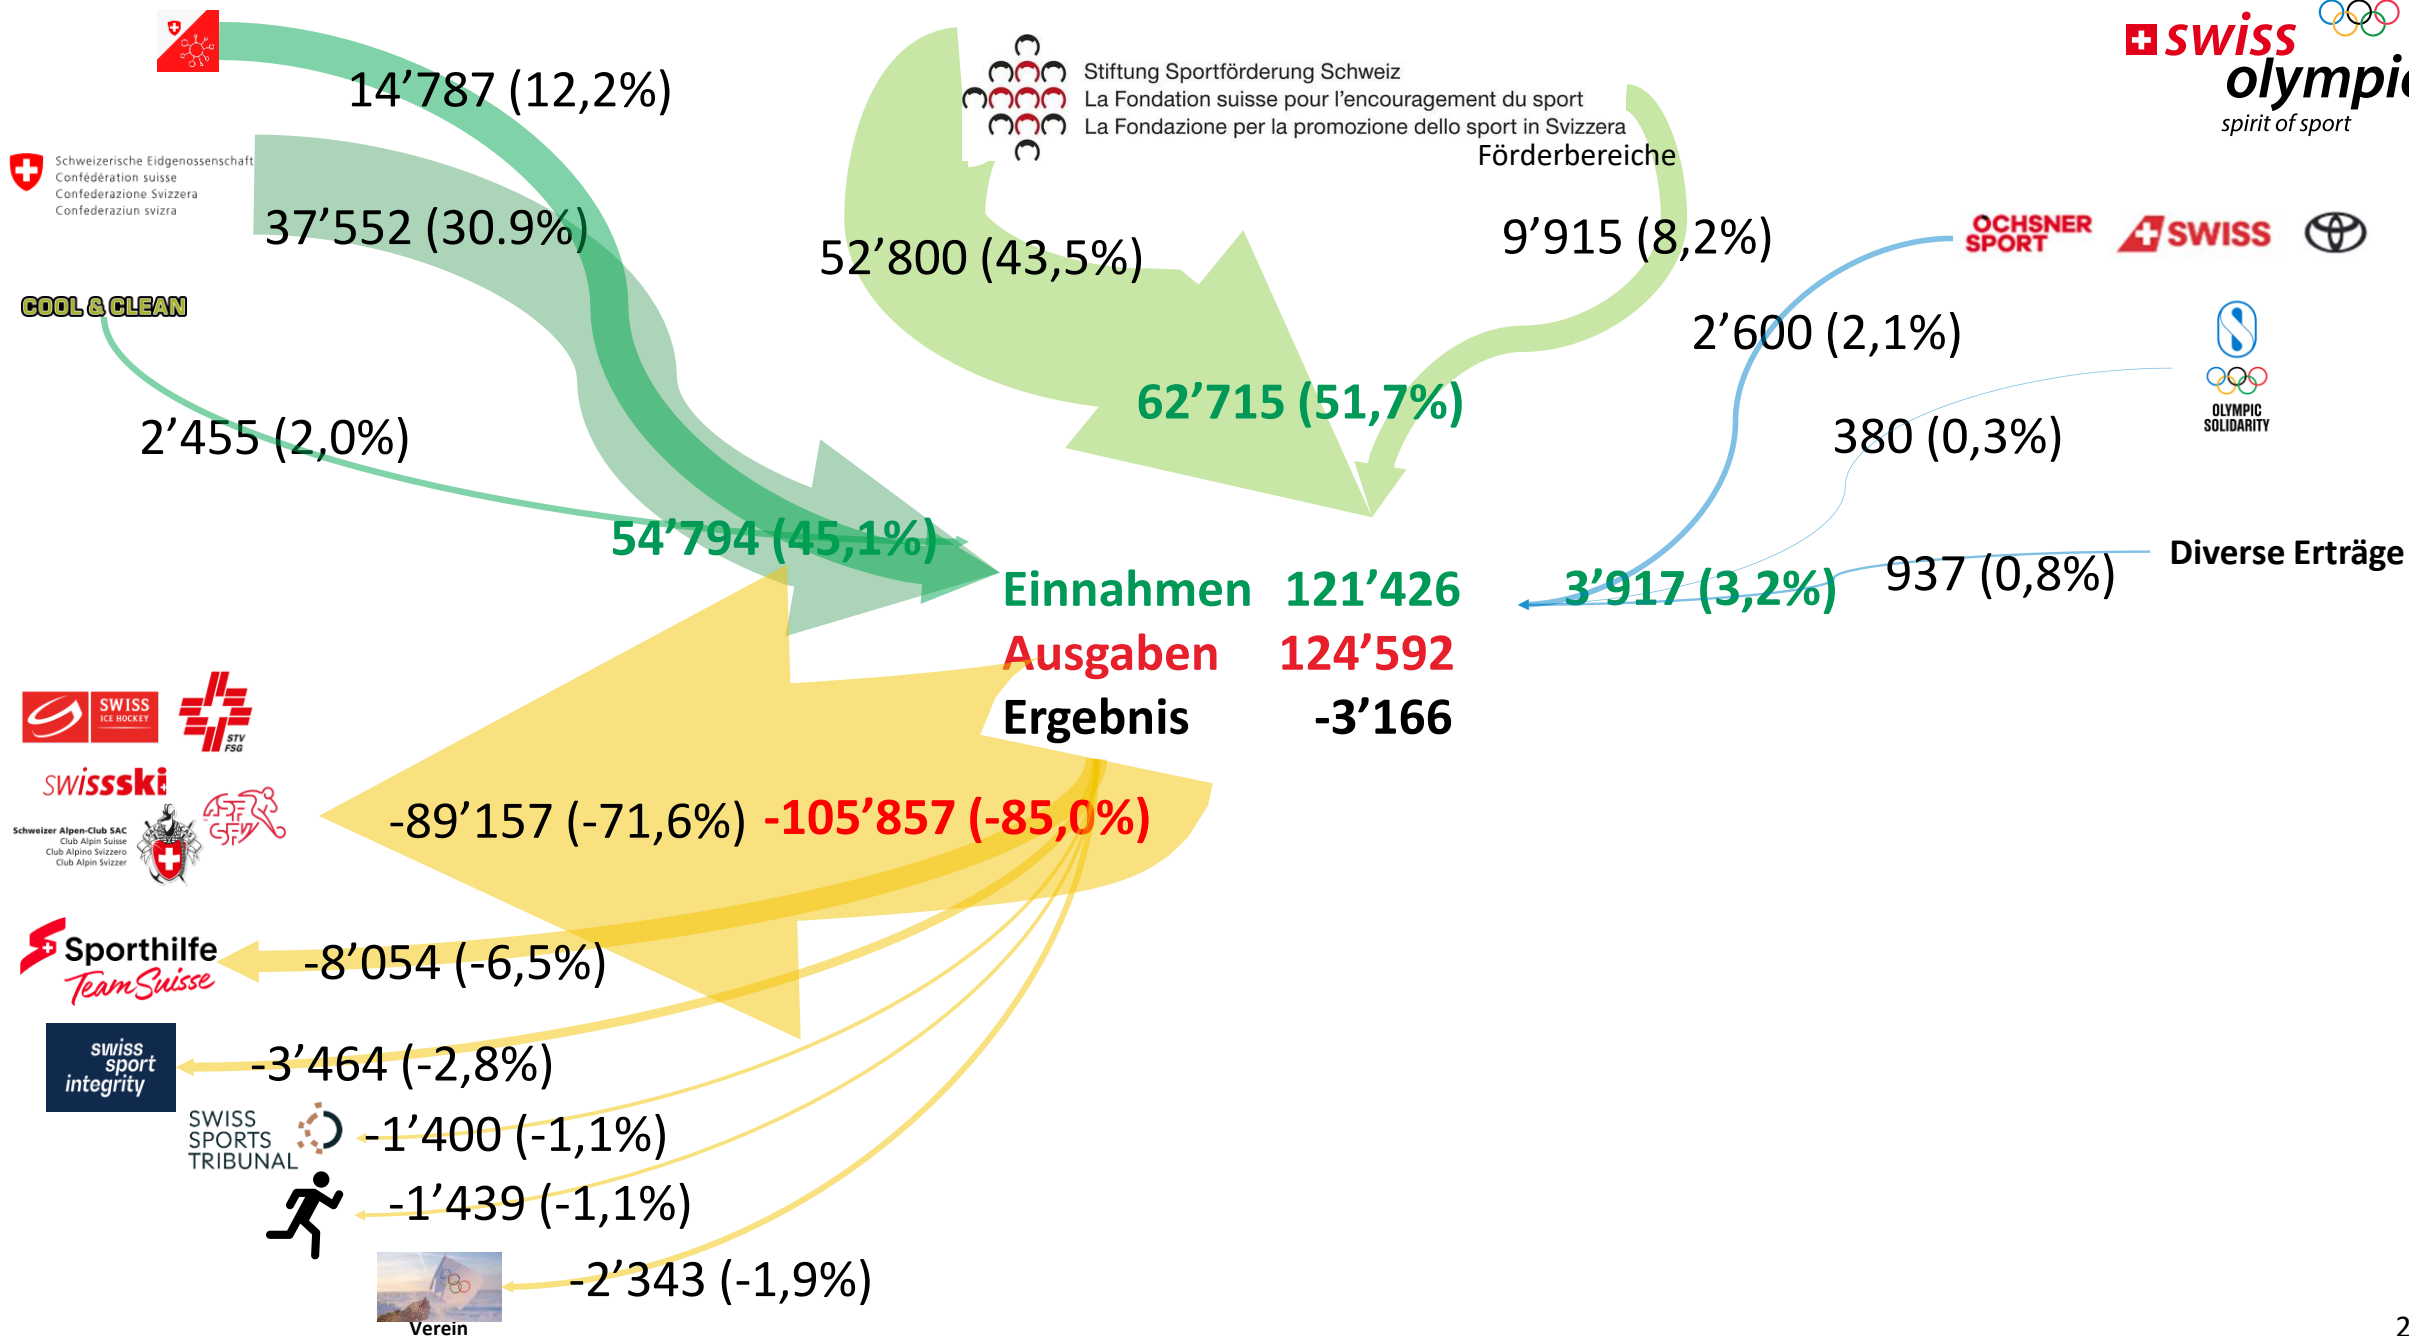 swiss
olympic
spirit of sport
14’787 (12,2%)
Stiftung Sportförderung Schweiz
La Fondation suisse pour l'encouragement du sport
La Fondazione per la promozione dello sport in Svizzera
Förderbereiche
Schweizerische Eidgenossenschaft
Confédération suisse
Confederazione Svizzera
Confederaziun svizra
37’552 (30.9%)
52’800 (43,5%)
9’915 (8,2%)
OCHSNER
SPORT
SWISS
COOL & CLEAN
2’600 (2,1%)
2’455 (2,0%)
62’715 (51,7%)
380 (0,3%)
OLYMPIC
SOLIDARITY
54’794 (45,1%)
Einnahmen 121’426
3’917 (3,2%)
937 (0,8%)
Diverse Erträge
Ausgaben 124’592
Ergebnis -3’166
SWISS
ICE HOCKEY
STV
FSG
swissski
ASF
SFV
Schweizer Alpen-Club SAC
Club Alpin Suisse
Club Alpino Svizzero
Club Alpin Svizzer
-89’157 (-71,6%)
-105’857 (-85,0%)
Sporthilfe
Team Suisse
-8’054 (-6,5%)
swiss
sport
integrity
-3’464 (-2,8%)
SWISS
SPORTS
TRIBUNAL
-1’400 (-1,1%)
-1’439 (-1,1%)
-2’343 (-1,9%)
Verein
2